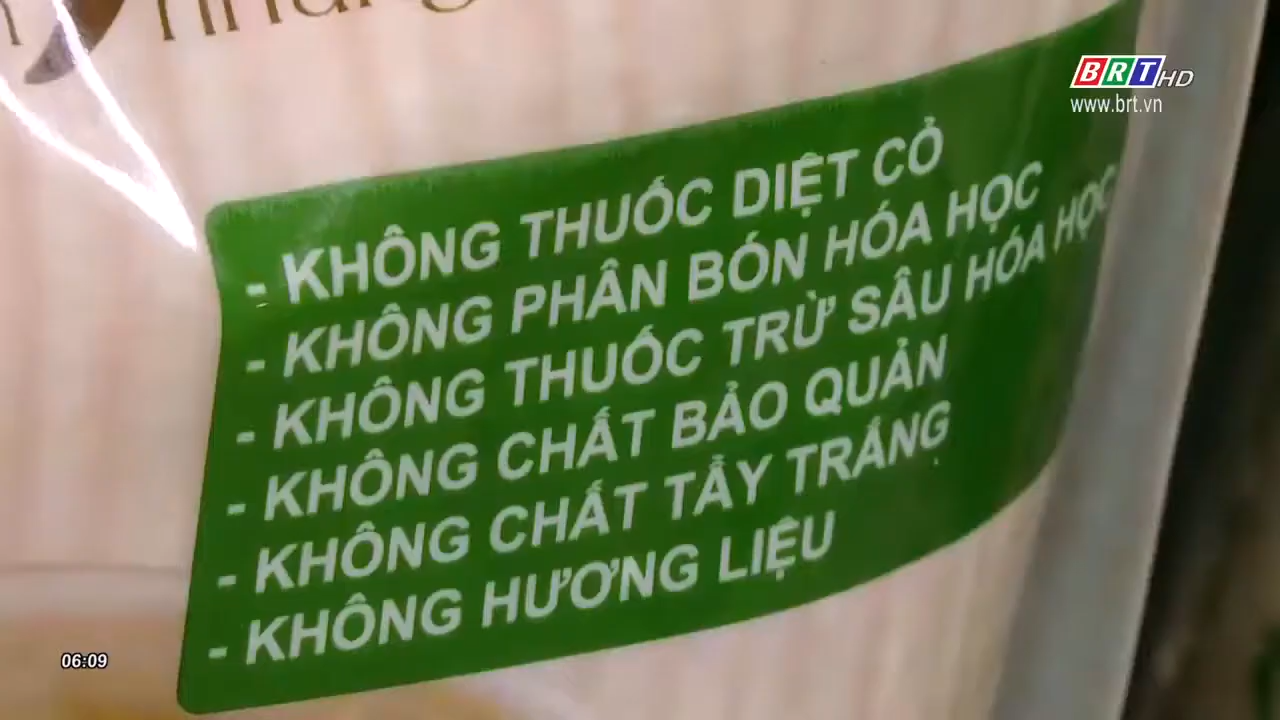 BRT HD
www.brt.vn
- KHÔNG THUỐC DIỆT CỎ
- KHÔNG PHÂN BÓN HÓA HỌC
- KHÔNG THUỐC TRỪ SÂU HÓA HỌC
- KHÔNG CHẤT BẢO QUẢN
- KHÔNG CHẤT TẨY TRẮNG
- KHÔNG HƯƠNG LIỆU
06:09